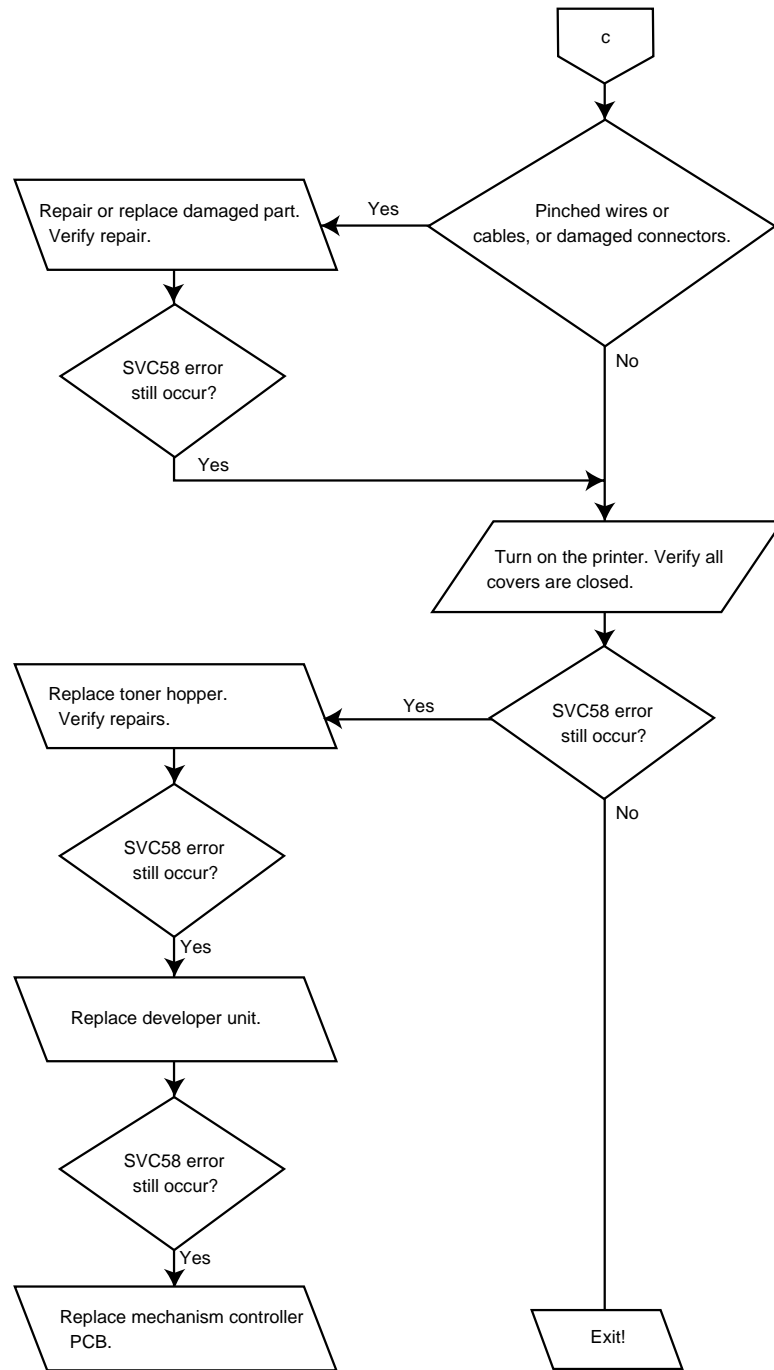 c
Pinched wires or
cables, or damaged connectors.
Yes
Repair or replace damaged part.
Verify repair.
No
SVC58 error
still occur?
Yes
Turn on the printer. Verify all
covers are closed.
SVC58 error
still occur?
Yes
Replace toner hopper.
Verify repairs.
No
SVC58 error
still occur?
Yes
Replace developer unit.
SVC58 error
still occur?
Yes
Replace mechanism controller
PCB.
Exit!